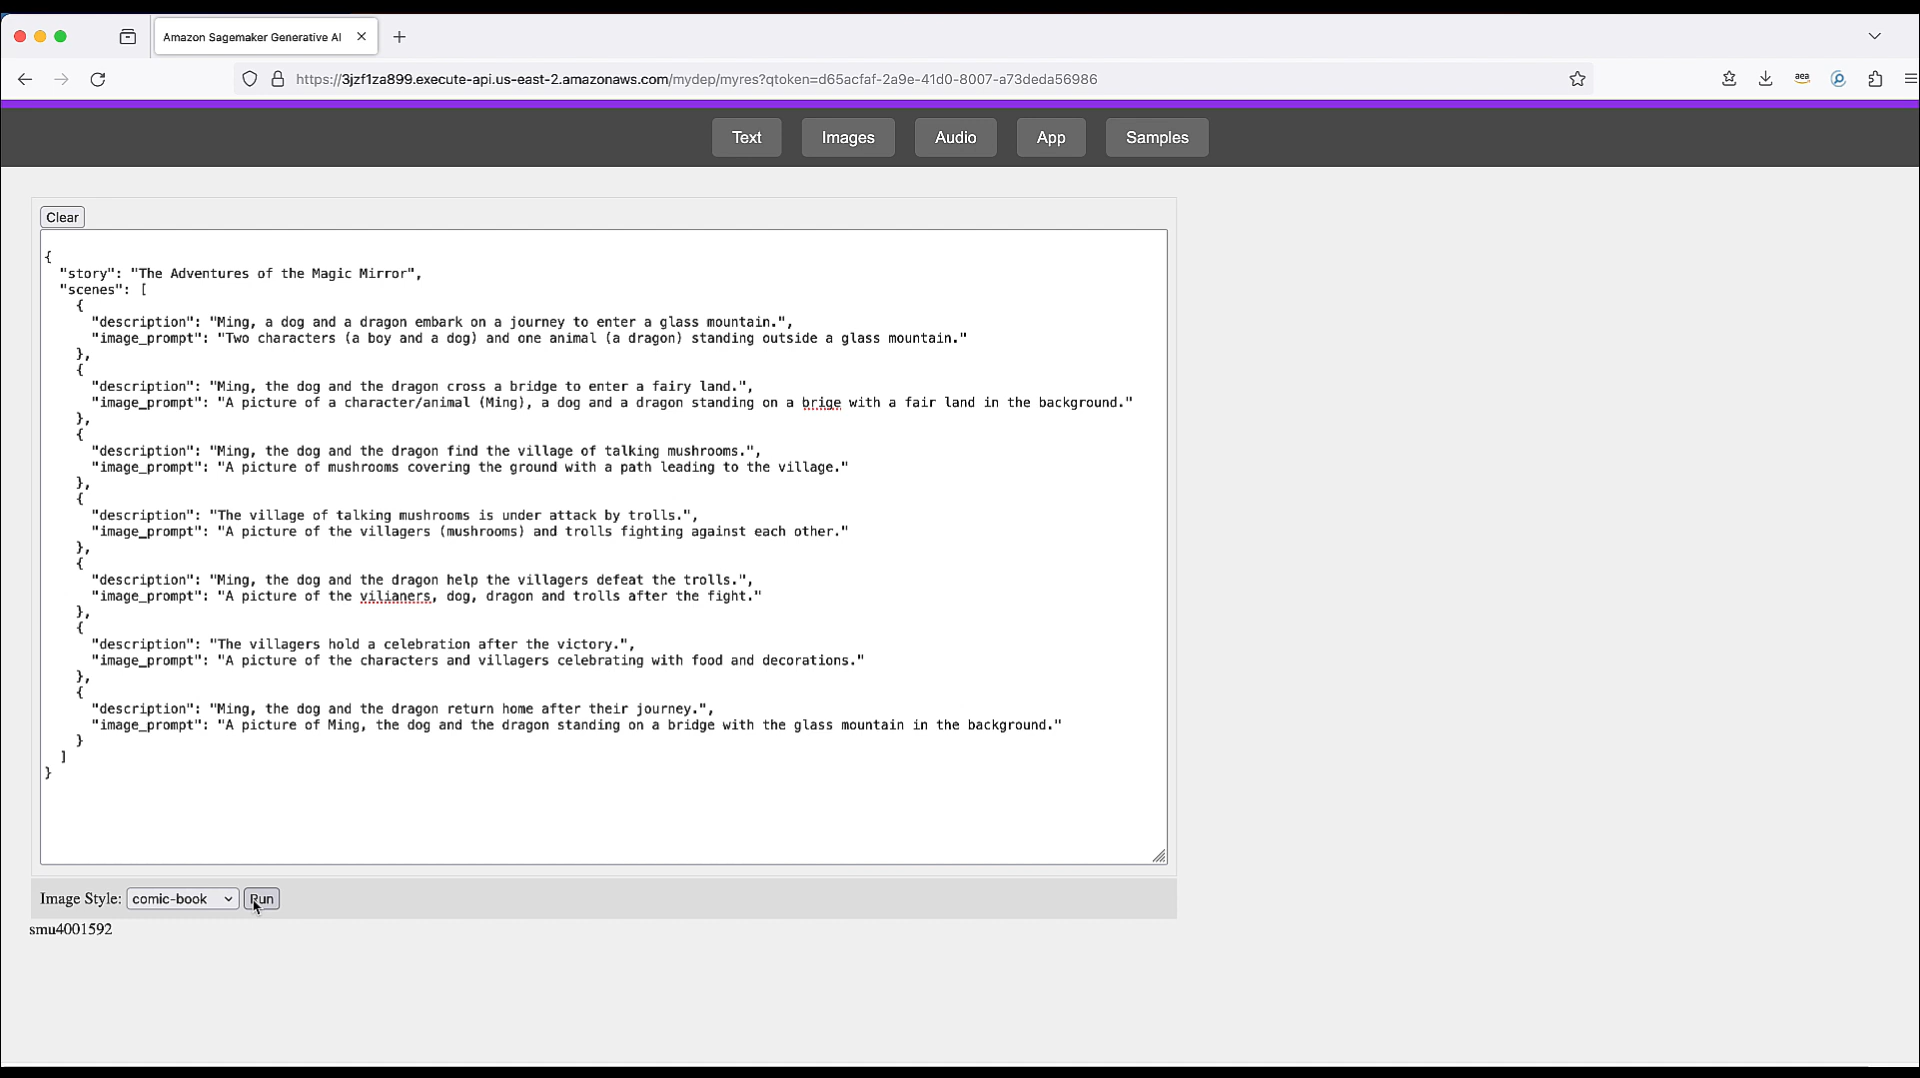 Amazon Sagemaker Generative AI
https://3jzf1za899.execute-api.us-east-2.amazonaws.com/mydep/myres?qtoken=d65acfaf-2a9e-41d0-8007-a73deda56986
aea
Text Images Audio App Samples
Clear
{
"story": "The Adventures of the Magic Mirror",
"scenes": [
{
"description": "Ming, a dog and a dragon embark on a journey to enter a glass mountain.",
"image_prompt": "Two characters (a boy and a dog) and one animal (a dragon) standing outside a glass mountain."
},
{
"description": "Ming, the dog and the dragon cross a bridge to enter a fairy land.",
"image_prompt": "A picture of a character/animal (Ming), a dog and a dragon standing on a brige with a fair land in the background."
},
{
"description": "Ming, the dog and the dragon find the village of talking mushrooms.",
"image_prompt": "A picture of mushrooms covering the ground with a path leading to the village."
},
{
"description": "The village of talking mushrooms is under attack by trolls.",
"image_prompt": "A picture of the villagers (mushrooms) and trolls fighting against each other."
},
{
"description": "Ming, the dog and the dragon help the villagers defeat the trolls.",
"image_prompt": "A picture of the vilianers, dog, dragon and trolls after the fight."
},
{
"description": "The villagers hold a celebration after the victory.",
"image_prompt": "A picture of the characters and villagers celebrating with food and decorations."
},
{
"description": "Ming, the dog and the dragon return home after their journey.",
"image_prompt": "A picture of Ming, the dog and the dragon standing on a bridge with the glass mountain in the background."
}
]
}
Image Style: comic-book Run
smu4001592